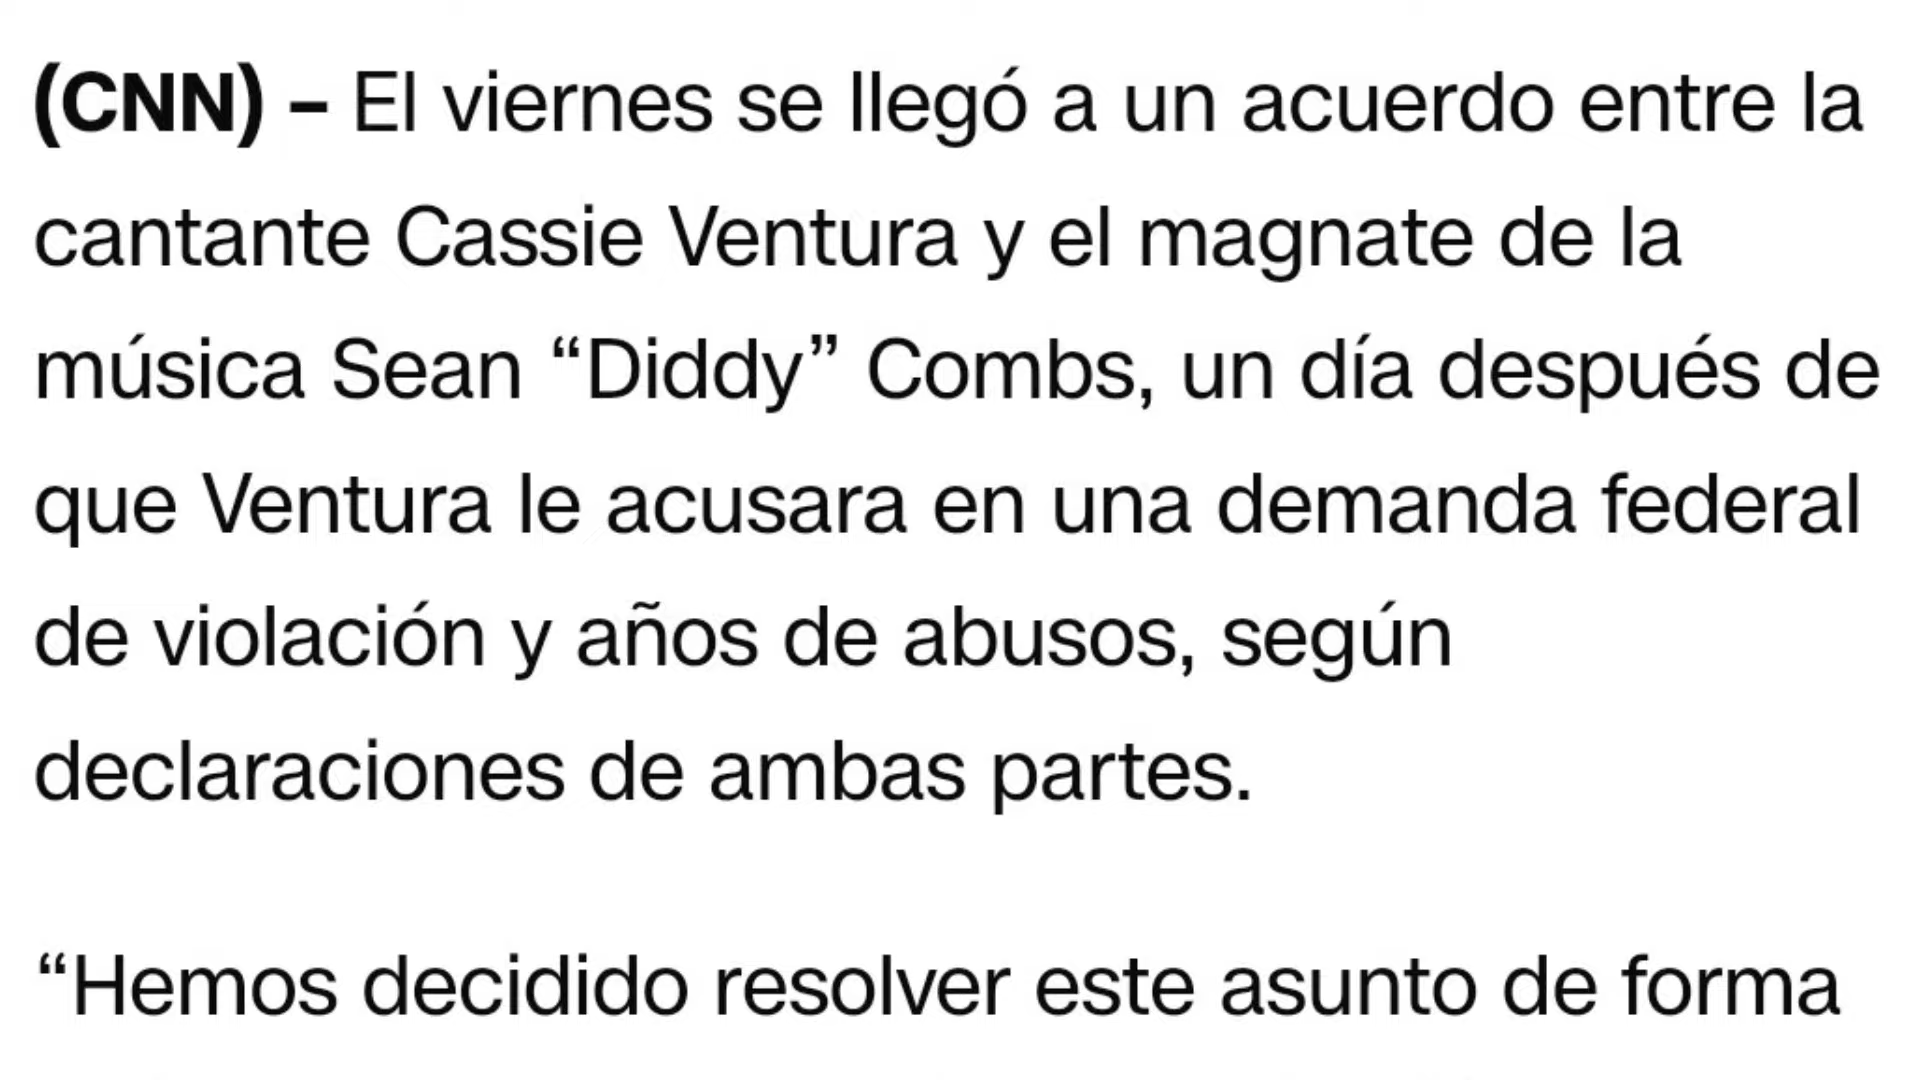 (CNN) – El viernes se llegó a un acuerdo entre la
cantante Cassie Ventura y el magnate de la
música Sean “Diddy” Combs, un día después de
que Ventura le acusara en una demanda federal
de violación y años de abusos, según
declaraciones de ambas partes.
“Hemos decidido resolver este asunto de forma